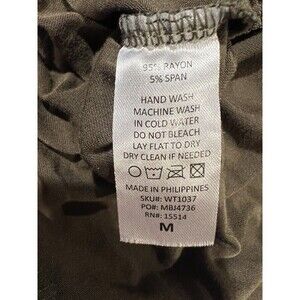 95% RAYON
5% SPAN
HAND WASH
MACHINE WASH
IN COLD WATER
DO NOT BLEACH
LAY FLAT TO DRY
DRY CLEAN IF NEEDED
MADE IN PHILIPPINES
SKU#: WT1037
PO#: MBJ4736
RN#: 15514
M